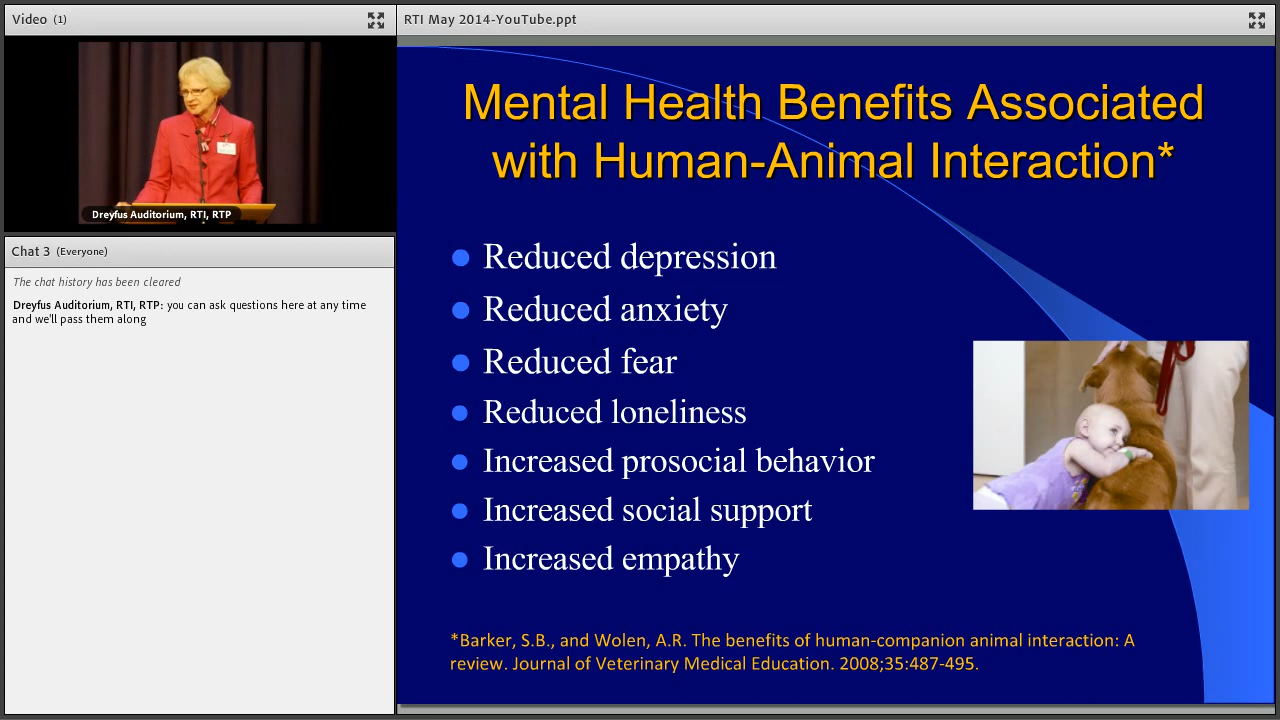 Video (1)
Dreyfus Auditorium, RTI, RTP
Chat 3 (Everyone)
The chat history has been cleared
Dreyfus Auditorium, RTI, RTP: you can ask questions here at any time
and we'll pass them along
RTI May 2014-YouTube.ppt
Mental Health Benefits Associated
with Human-Animal Interaction*
Reduced depression
Reduced anxiety
Reduced fear
Reduced loneliness
Increased prosocial behavior
Increased social support
Increased empathy
*Barker, S.B., and Wolen, A.R. The benefits of human-companion animal interaction: A
review. Journal of Veterinary Medical Education. 2008;35:487-495.